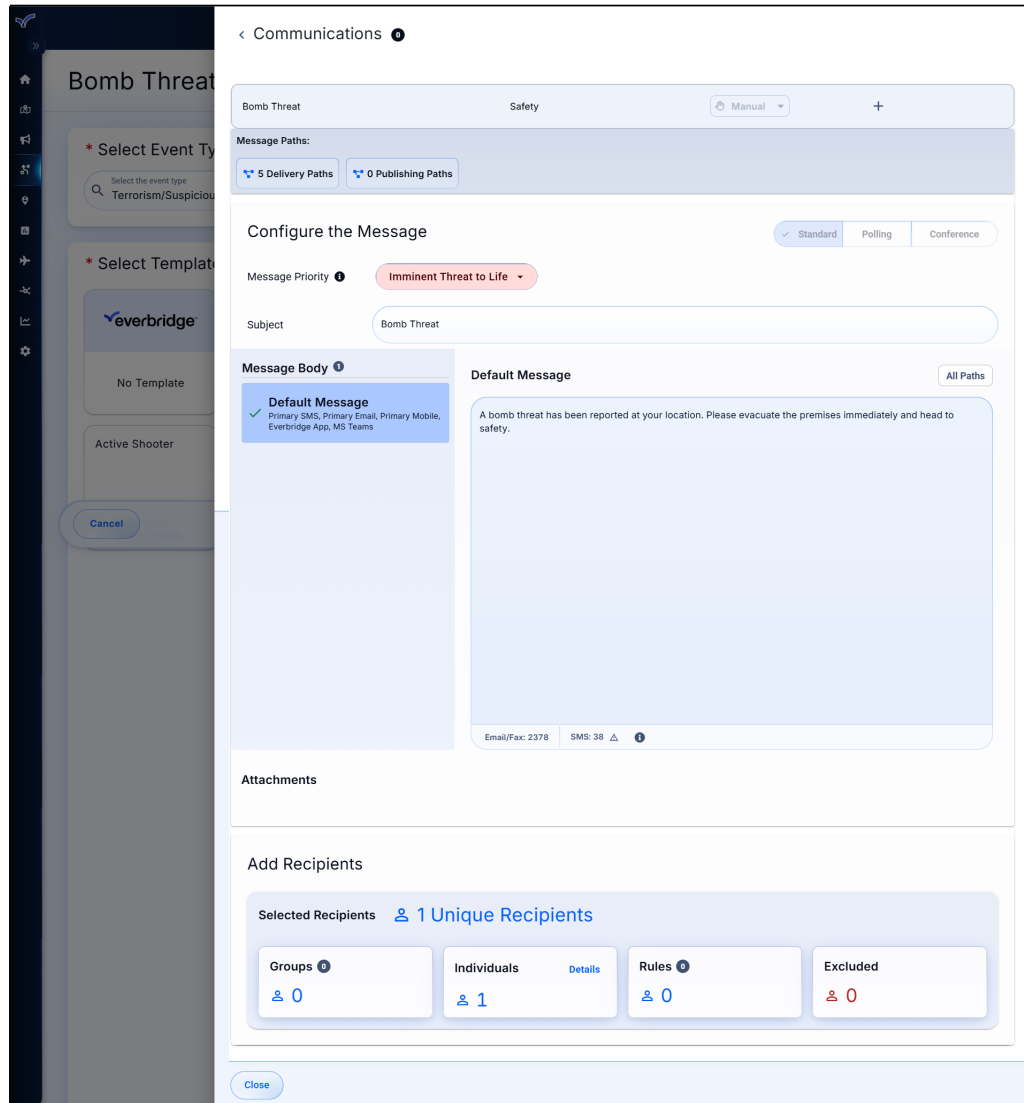 Communications 0
Bomb Threat
Bomb Threat Safety Manual +
Message Paths:
5 Delivery Paths 0 Publishing Paths
* Select Event Ty
Select the event type
Terrorism/Suspiciou
Configure the Message
Standard Polling Conference
* Select Templat
Message Priority Imminent Threat to Life
everbridge
Subject Bomb Threat
Message Body 1
Default Message All Paths
No Template
Default Message
Primary SMS, Primary Email, Primary Mobile,
Everbridge App, MS Teams
A bomb threat has been reported at your location. Please evacuate the premises immediately and head to
safety.
Active Shooter
Cancel
Email/Fax: 2378 SMS: 38
Attachments
Add Recipients
Selected Recipients 1 Unique Recipients
Groups 0 Individuals Details Rules 0 Excluded
0 1 0 0
Close